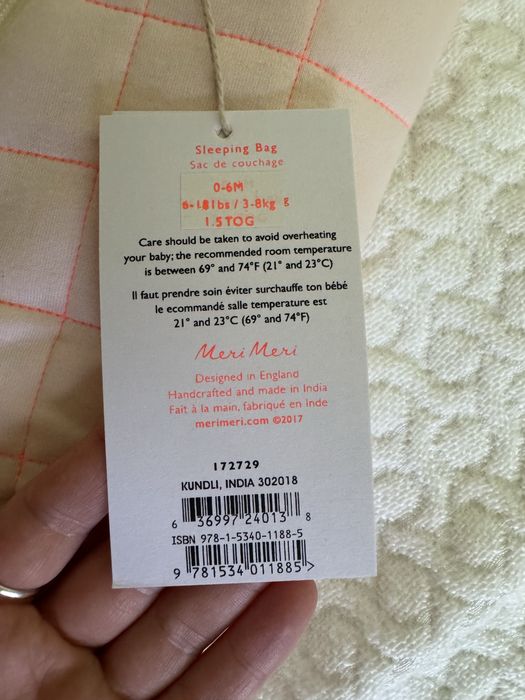 Sleeping Bag
Sac de couchage
0-6M
6-18lbs / 3-8kg
1.5TOG
Care should be taken to avoid overheating
your baby; the recommended room temperature
is between 69° and 74°F (21° and 23°C)
Il faut prendre soin éviter surchauffe ton bébé
le ecommandé salle temperature est
21° and 23°C (69° and 74°F)
Meri Meri
Designed in England
Handcrafted and made in India
Fait à la main, fabriqué en Inde
merimeri.com ©2017
172729
KUNDLI, INDIA 302018
6 36997 24013 8
ISBN 978-1-5340-1188-5
9 781534 011885 >